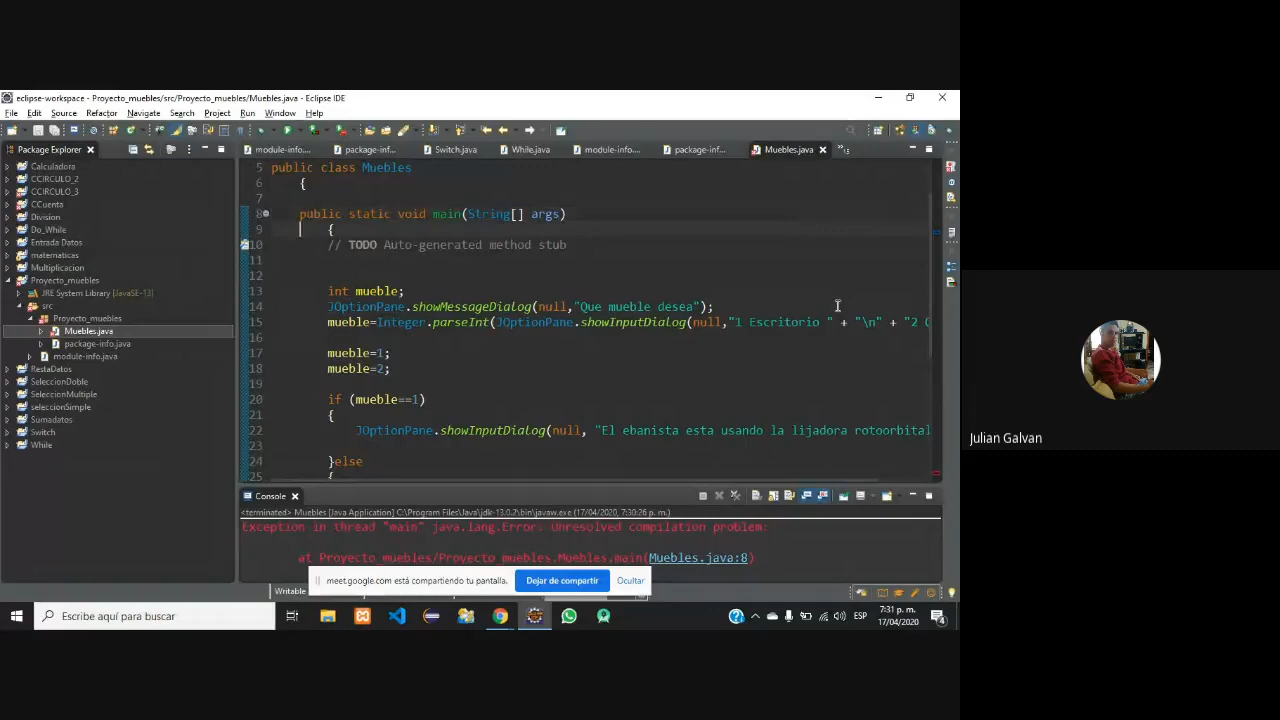 eclipse-workspace - Proyecto_muebles/src/Proyecto_muebles/Muebles.java - Eclipse IDE
File Edit Source Refactor Navigate Search Project Run Window Help
Package Explorer
module-info....
package-inf...
Switch.java
While.java
module-info....
package-inf...
Muebles.java
Calculadora
CCIRCULO_2
CCIRCULO_3
CCuenta
Division
Do_While
Entrada Datos
matematicas
Multiplicacion
Proyecto_muebles
JRE System Library [JavaSE-13]
src
Proyecto_muebles
Muebles.java
package-info.java
module-info.java
RestaDatos
SeleccionDoble
SeleccionMultiple
seleccionSimple
Sumadatos
Switch
While
5 public class Muebles
6 {
7
8 public static void main(String[] args)
9 {
10 // TODO Auto-generated method stub
11
12
13 int mueble;
14 JOptionPane.showMessageDialog(null,"Que mueble desea");
15 mueble=Integer.parseInt(JOptionPane.showInputDialog(null,"1 Escritorio " + "\n" + "2
16
17 mueble=1;
18 mueble=2;
19
20 if (mueble==1)
21 {
22 JOptionPane.showInputDialog(null, "El ebanista esta usando la lijadora rotoorbital
23
24 }else
25 {
Console
<terminated> Muebles [Java Application] C:\Program Files\Java\jdk-13.0.2\bin\javaw.exe (17/04/2020, 7:30:26 p. m.)
Exception in thread "main" java.lang.Error: Unresolved compilation problem:
at Proyecto_muebles/Proyecto_muebles.Muebles.main(Muebles.java:8)
meet.google.com está compartiendo tu pantalla.
Dejar de compartir
Ocultar
Writable
Escribe aquí para buscar
ESP
7:31 p. m.
17/04/2020
4
Julian Galvan